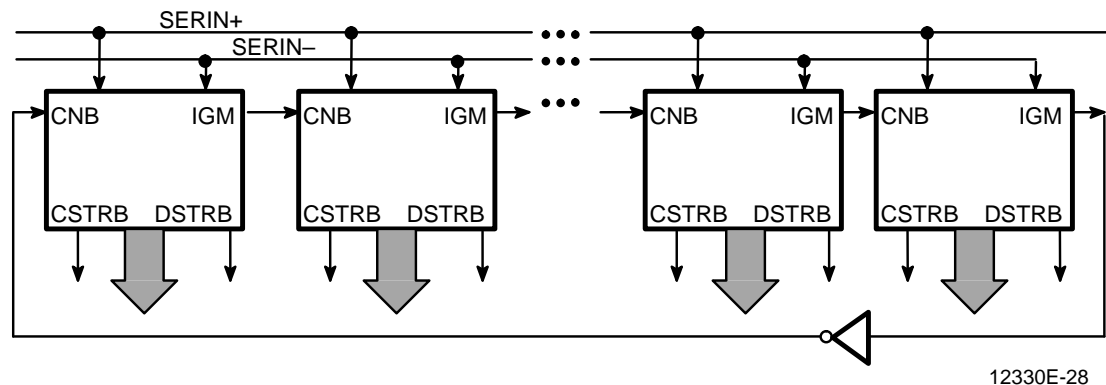 SERIN+
SERIN–
CNB IGM CNB IGM CNB IGM CNB IGM
CSTRB DSTRB CSTRB DSTRB CSTRB DSTRB CSTRB DSTRB
12330E-28